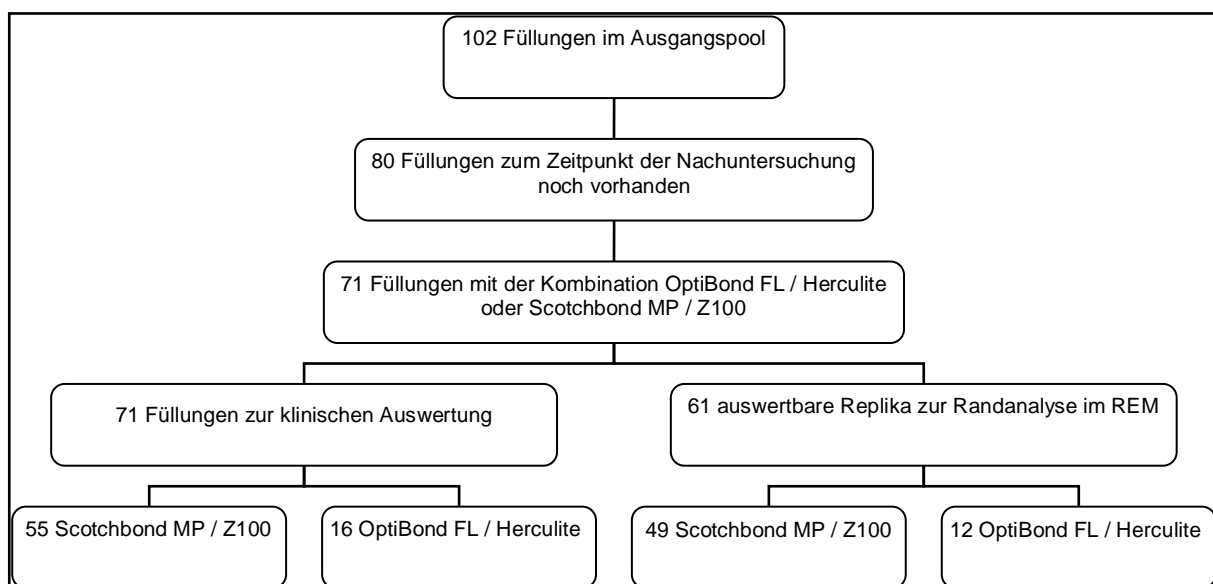 102 Füllungen im Ausgangspool
80 Füllungen zum Zeitpunkt der Nachuntersuchung
noch vorhanden
71 Füllungen mit der Kombination OptiBond FL / Herculite
oder Scotchbond MP / Z100
71 Füllungen zur klinischen Auswertung
61 auswertbare Replika zur Randanalyse im REM
55 Scotchbond MP / Z100
16 OptiBond FL / Herculite
49 Scotchbond MP / Z100
12 OptiBond FL / Herculite